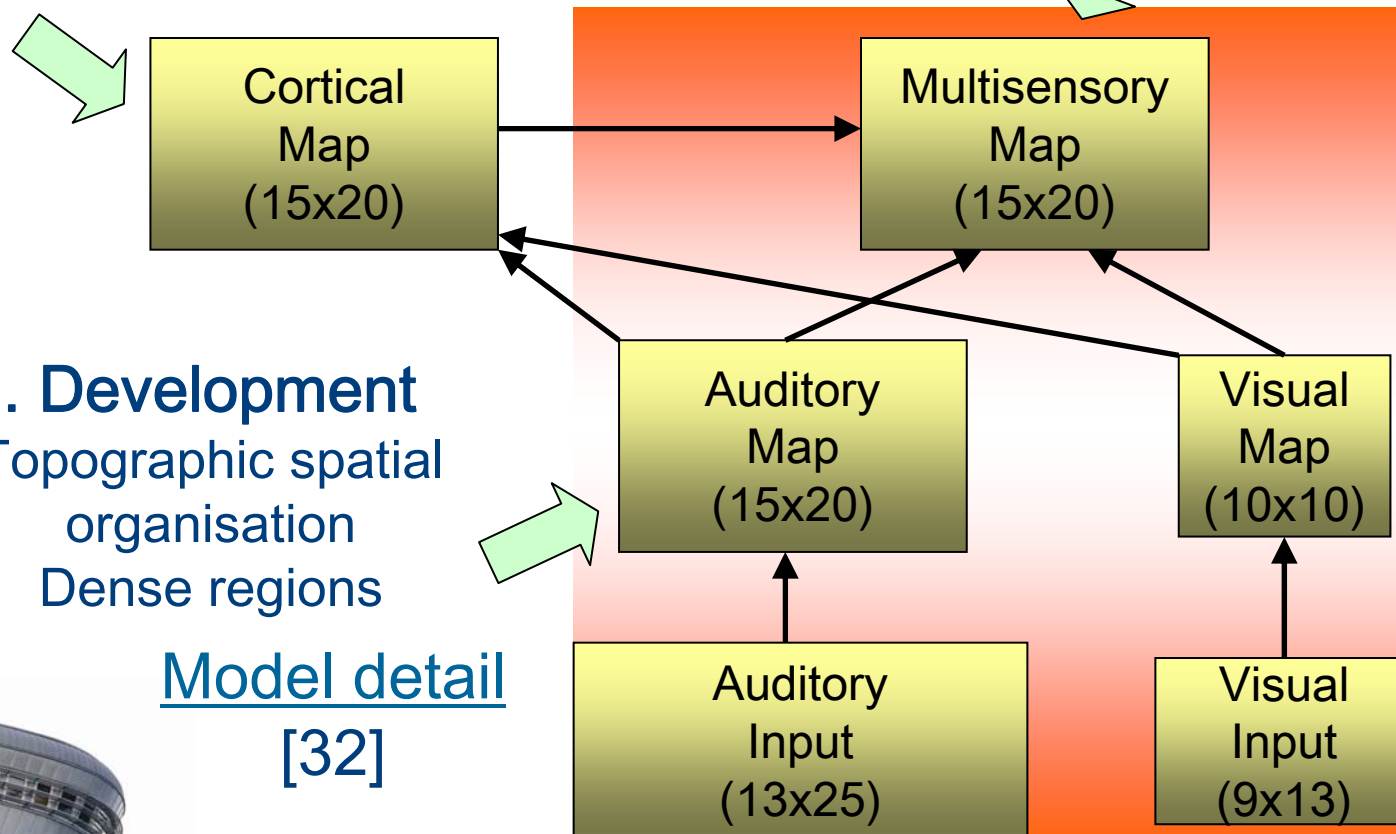 Cortical
Map
(15x20)
Multisensory
Map
(15x20)
Auditory
Map
(15x20)
Visual
Map
(10x10)
. Development
Topographic spatial
organisation
Dense regions
Model detail
[32]
Auditory
Input
(13x25)
Visual
Input
(9x13)